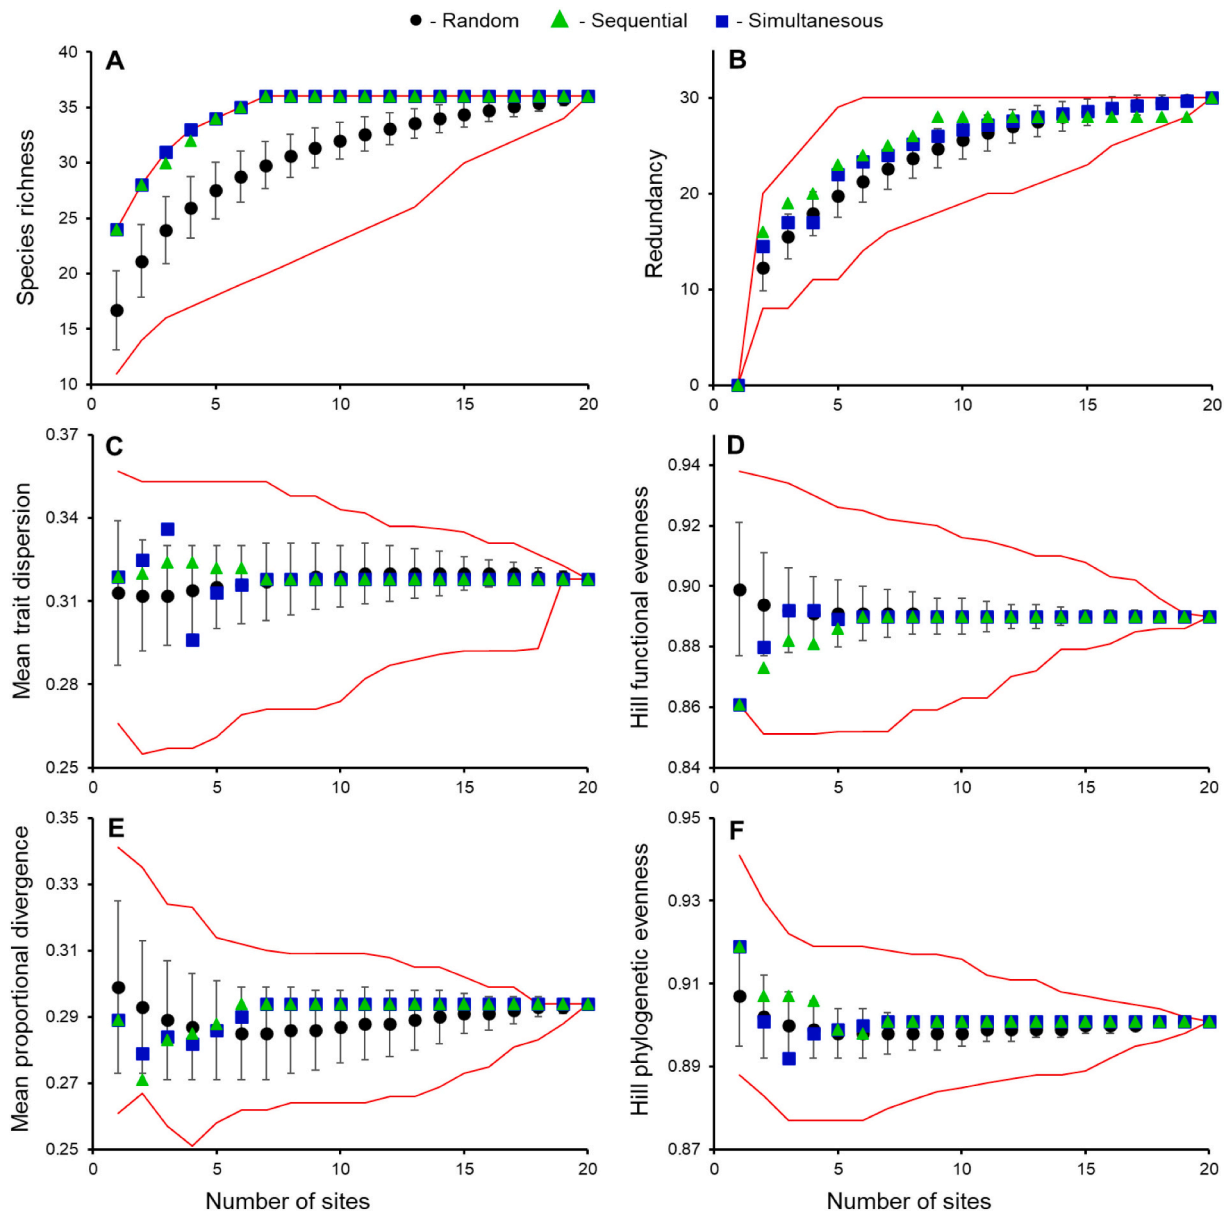 - Random - Sequential - Simultanesous
A
40
35
30
25
20
15
10
0 5 10 15 20
Species richness
B
30
20
10
0
0 5 10 15 20
Redundancy
C
0.37
0.34
0.31
0.28
0.25
0 5 10 15 20
Mean trait dispersion
D
0.94
0.92
0.90
0.88
0.86
0.84
0 5 10 15 20
Hill functional evenness
E
0.35
0.33
0.31
0.29
0.27
0.25
0 5 10 15 20
Mean proportional divergence
Number of sites
F
0.95
0.93
0.91
0.89
0.87
0 5 10 15 20
Hill phylogenetic evenness
Number of sites